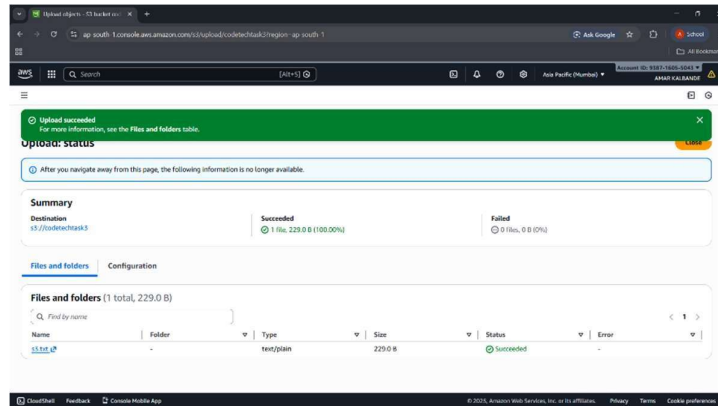 Upload objects - S3 bucket co
ap-south-1.console.aws.amazon.com/s3/upload/codetechtask3?region=ap-south-1
Ask Google
School
All Bookmar
aws
Search
[Alt+S]
Asia Pacific (Mumbai)
AMAR KALBANDE
Upload succeeded
For more information, see the Files and folders table.
Upload: status
Close
After you navigate away from this page, the following information is no longer available.
Summary
Destination Succeeded Failed
s3://codetechtask3 1 file, 229.0 B (100.00%) 0 files, 0 B (0%)
Files and folders Configuration
Files and folders (1 total, 229.0 B)
Find by name
1
Name Folder Type Size Status Error
s3.txt - text/plain 229.0 B Succeeded -
CloudShell Feedback Console Mobile App Amazon Web Services, Inc. or its affiliates. Privacy Terms Cookie preferences